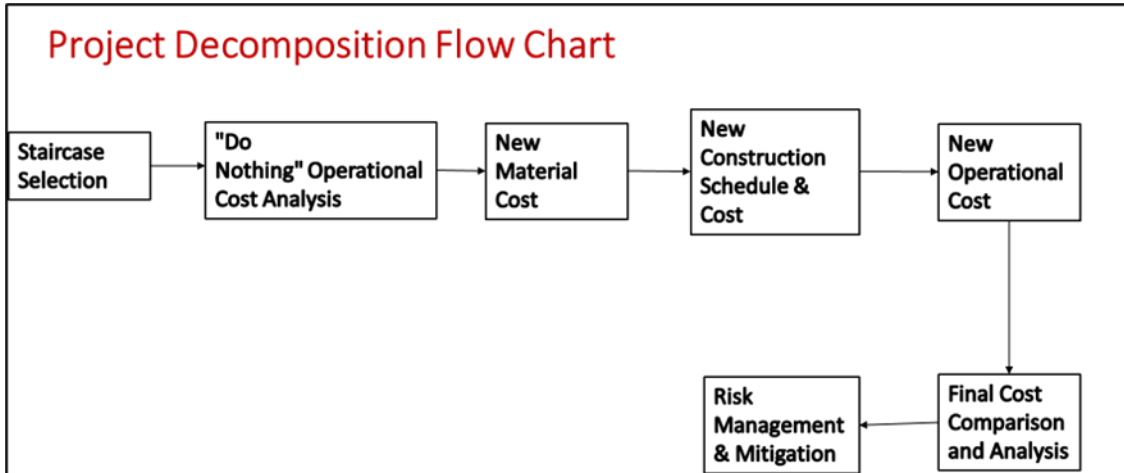 Project Decomposition Flow Chart
Staircase
Selection
"Do
Nothing" Operational
Cost Analysis
New
Material
Cost
New
Construction
Schedule &
Cost
New
Operational
Cost
Final Cost
Comparison
and Analysis
Risk
Management
& Mitigation